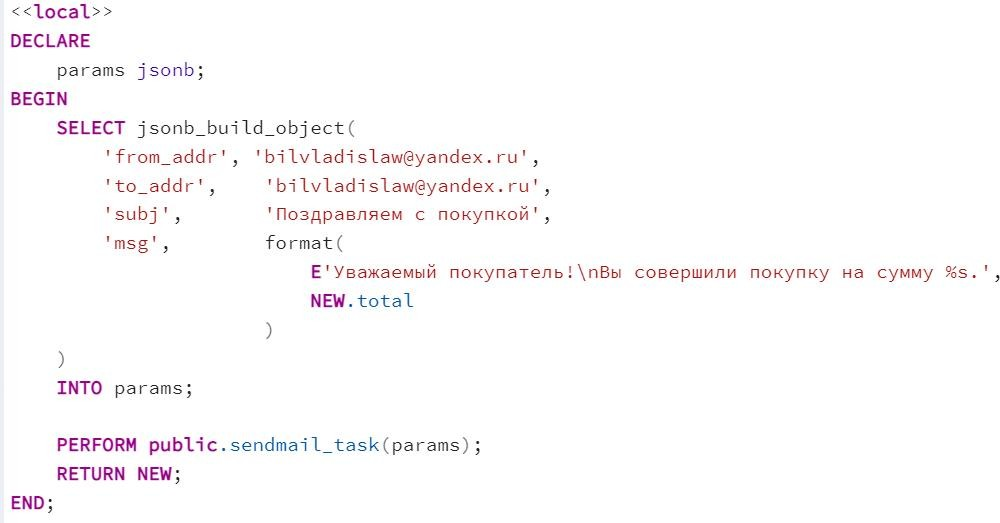 <<local>>
DECLARE
    params jsonb;
BEGIN
    SELECT jsonb_build_object(
        'from_addr', 'bilvladislaw@yandex.ru',
        'to_addr',    'bilvladislaw@yandex.ru',
        'subj',       'Поздравляем с покупкой',
        'msg',        format(
                          E'Уважаемый покупатель!\nВы совершили покупку на сумму %s.',
                          NEW.total
                      )
    )
    INTO params;

    PERFORM public.sendmail_task(params);
    RETURN NEW;
END;